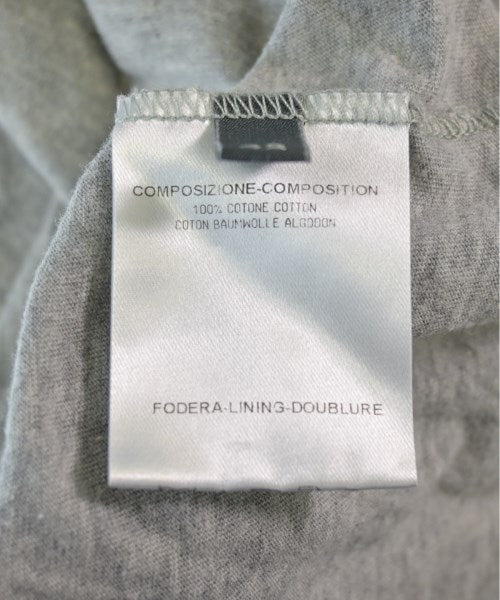 COMPOSIZIONE-COMPOSITION
100% COTONE COTTON
COTON BAUMWOLLE ALGODON
FODERA-LINING-DOUBLURE